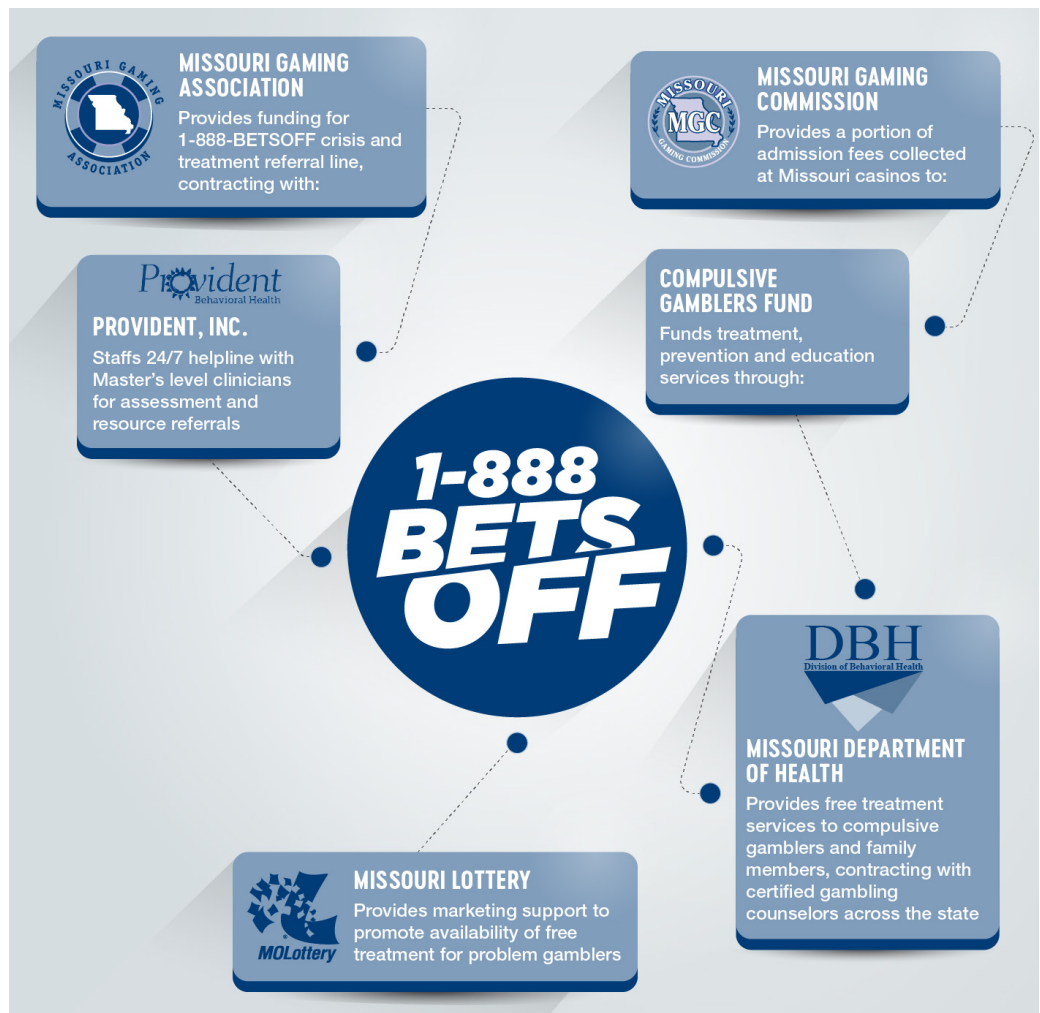 MISSOURI GAMING
ASSOCIATION
MISSOURI GAMING
ASSOCIATION
Provides funding for
1-888-BETSOFF crisis and
treatment referral line,
contracting with:
MISSOURI
MGC
GAMING COMMISSION
MISSOURI GAMING
COMMISSION
Provides a portion of
admission fees collected
at Missouri casinos to:
Provident
Behavioral Health
PROVIDENT, INC.
Staffs 24/7 helpline with
Master's level clinicians
for assessment and
resource referrals
COMPULSIVE
GAMBLERS FUND
Funds treatment,
prevention and education
services through:
1-888
BETS
OFF
DBH
Division of Behavioral Health
MISSOURI DEPARTMENT
OF HEALTH
Provides free treatment
services to compulsive
gamblers and family
members, contracting with
certified gambling
counselors across the state
MOLottery
MISSOURI LOTTERY
Provides marketing support to
promote availability of free
treatment for problem gamblers